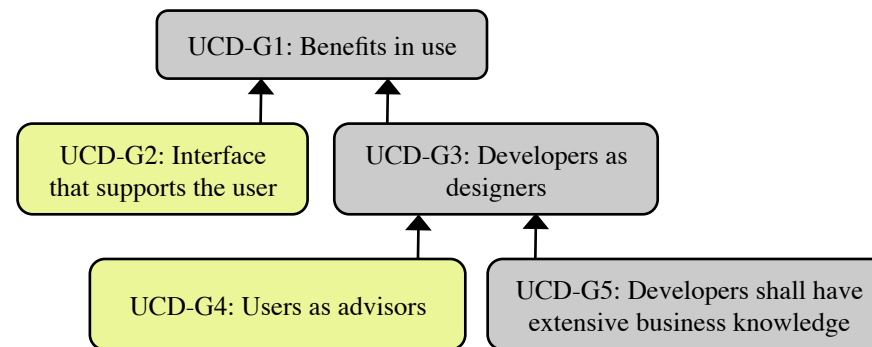 UCD-G1: Benefits in use
UCD-G2: Interface
that supports the user
UCD-G3: Developers as
designers
UCD-G4: Users as advisors
UCD-G5: Developers shall have
extensive business knowledge